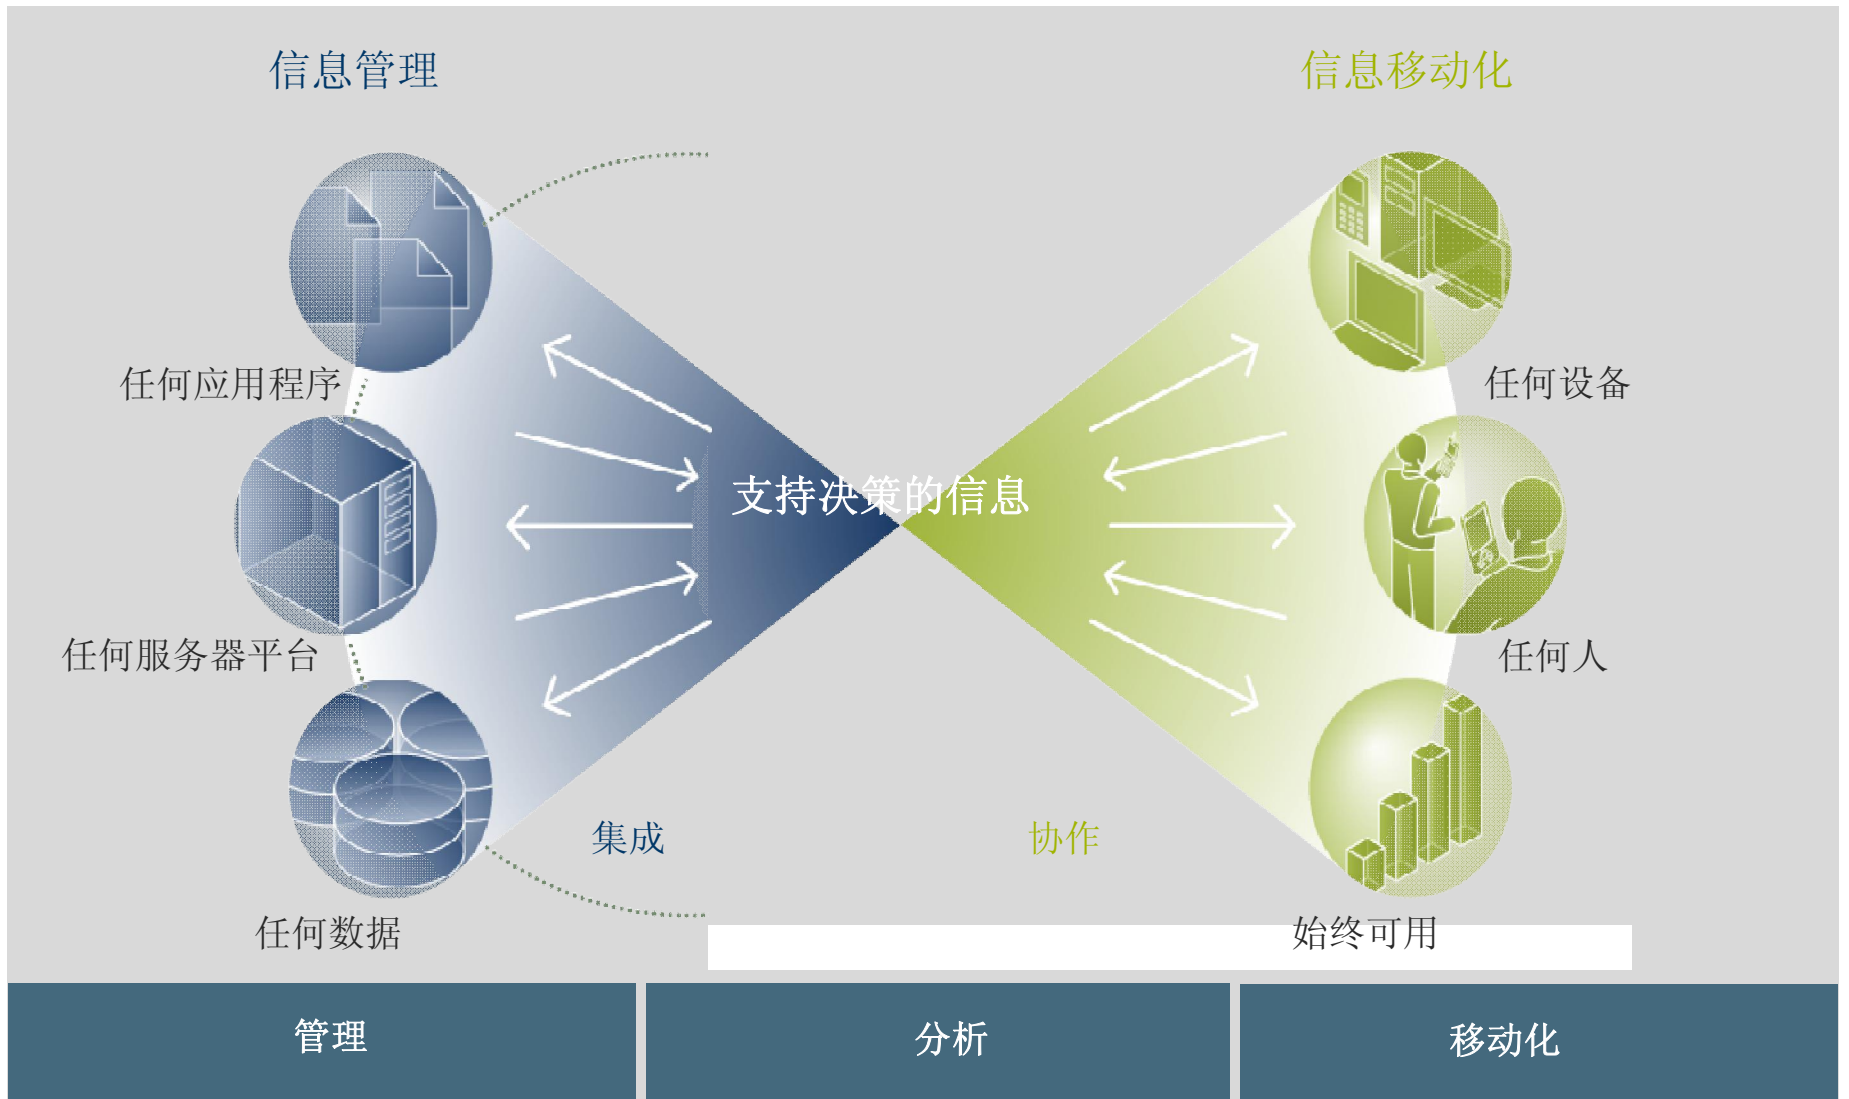 信息管理
信息移动化
任何应用程序
任何设备
支持决策的信息
任何服务器平台
任何人
集成
协作
任何数据
始终可用
管理
分析
移动化